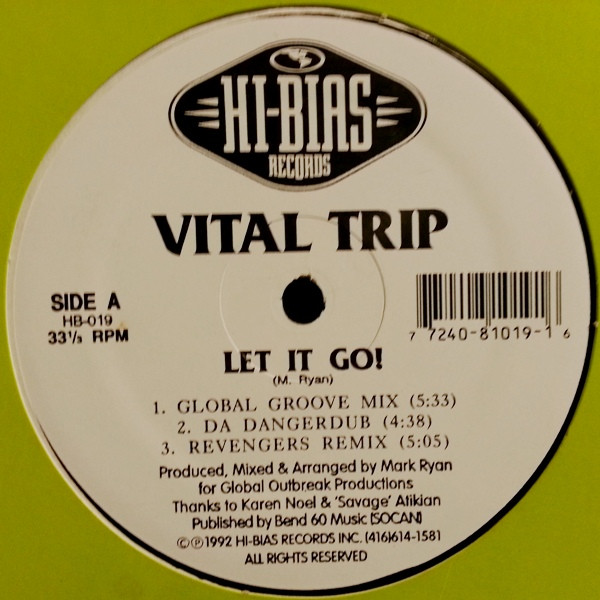 HI-BIAS
RECORDS
VITAL TRIP
SIDE A
HB-019
33⅓ RPM
7 7240-81019-1 6
LET IT GO!
(M. Ryan)
1. GLOBAL GROOVE MIX (5:33)
2. DA DANGERDUB (4:38)
3. REVENGERS REMIX (5:05)
Produced, Mixed & Arranged by Mark Ryan
for Global Outbreak Productions
Thanks to Karen Noel & 'Savage' Atikian
Published by Bend 60 Music (SOCAN)
©℗1992 HI-BIAS RECORDS INC. (416)614-1581
ALL RIGHTS RESERVED